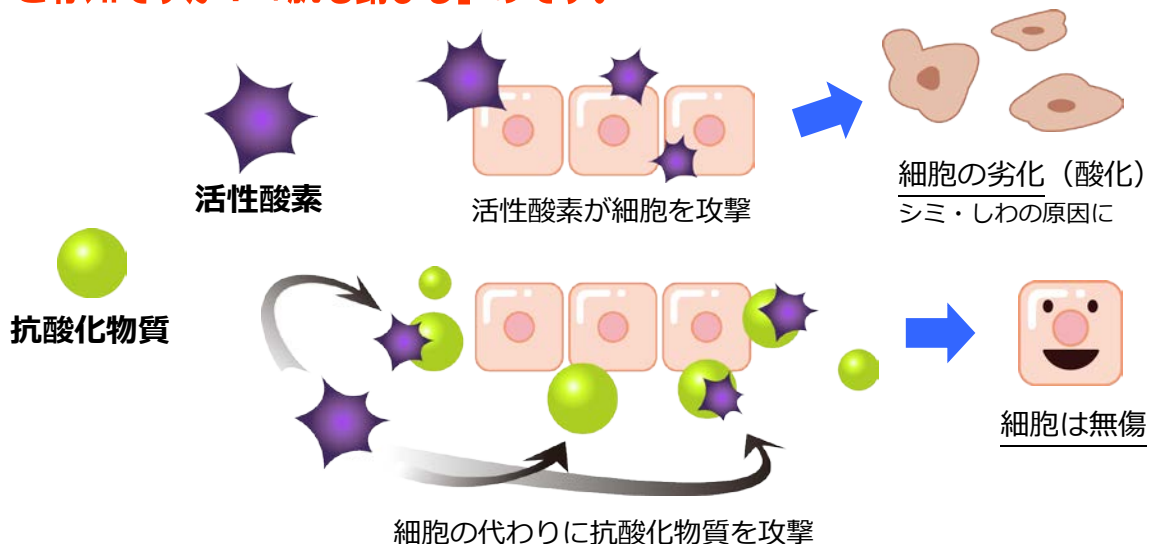 活性酸素
活性酸素が細胞を攻撃
細胞の劣化（酸化）
シミ・しわの原因に
抗酸化物質
細胞は無傷
細胞の代わりに抗酸化物質を攻撃